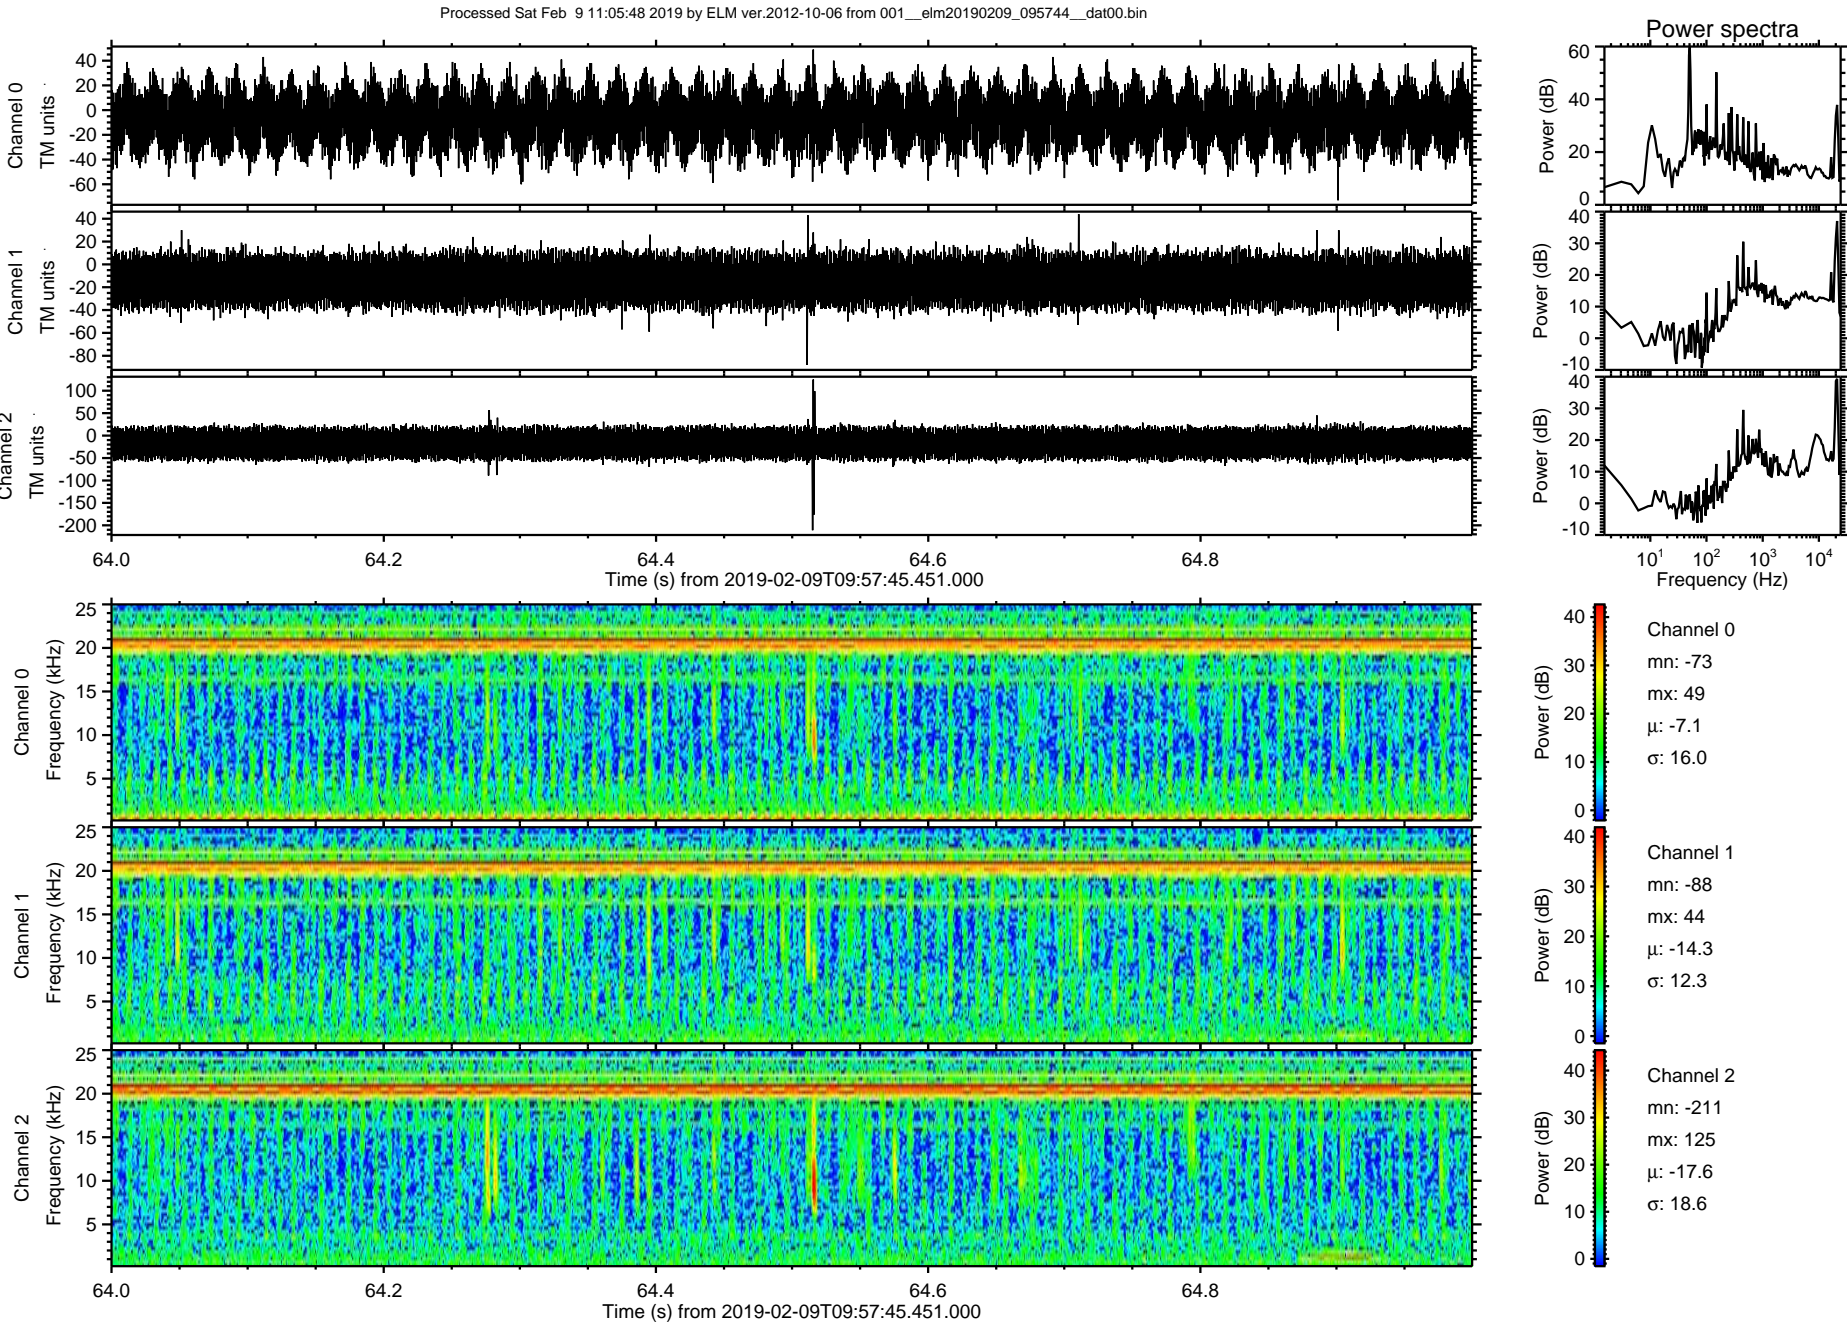 Processed Sat Feb  9 11:05:48 2019 by ELM ver.2012-10-06 from 001__elm20190209_095744__dat00.bin
Power spectra
Channel 0
TM units
40
20
0
-20
-40
-60
Power (dB)
60
40
20
0
Channel 1
TM units
40
20
0
-20
-40
-60
-80
Power (dB)
40
30
20
10
0
-10
Channel 2
TM units
100
50
0
-50
-100
-150
-200
Power (dB)
40
30
20
10
0
-10
64.0 64.2 64.4 64.6 64.8
Time (s) from 2019-02-09T09:57:45.451.000
10¹ 10² 10³ 10⁴
Frequency (Hz)
Channel 0
Frequency (kHz)
25
20
15
10
5
Power (dB)
40
30
20
10
0
Channel 0
mn: -73
mx: 49
μ: -7.1
σ: 16.0
Channel 1
Frequency (kHz)
25
20
15
10
5
Power (dB)
40
30
20
10
0
Channel 1
mn: -88
mx: 44
μ: -14.3
σ: 12.3
Channel 2
Frequency (kHz)
25
20
15
10
5
Power (dB)
40
30
20
10
0
Channel 2
mn: -211
mx: 125
μ: -17.6
σ: 18.6
64.0 64.2 64.4 64.6 64.8
Time (s) from 2019-02-09T09:57:45.451.000